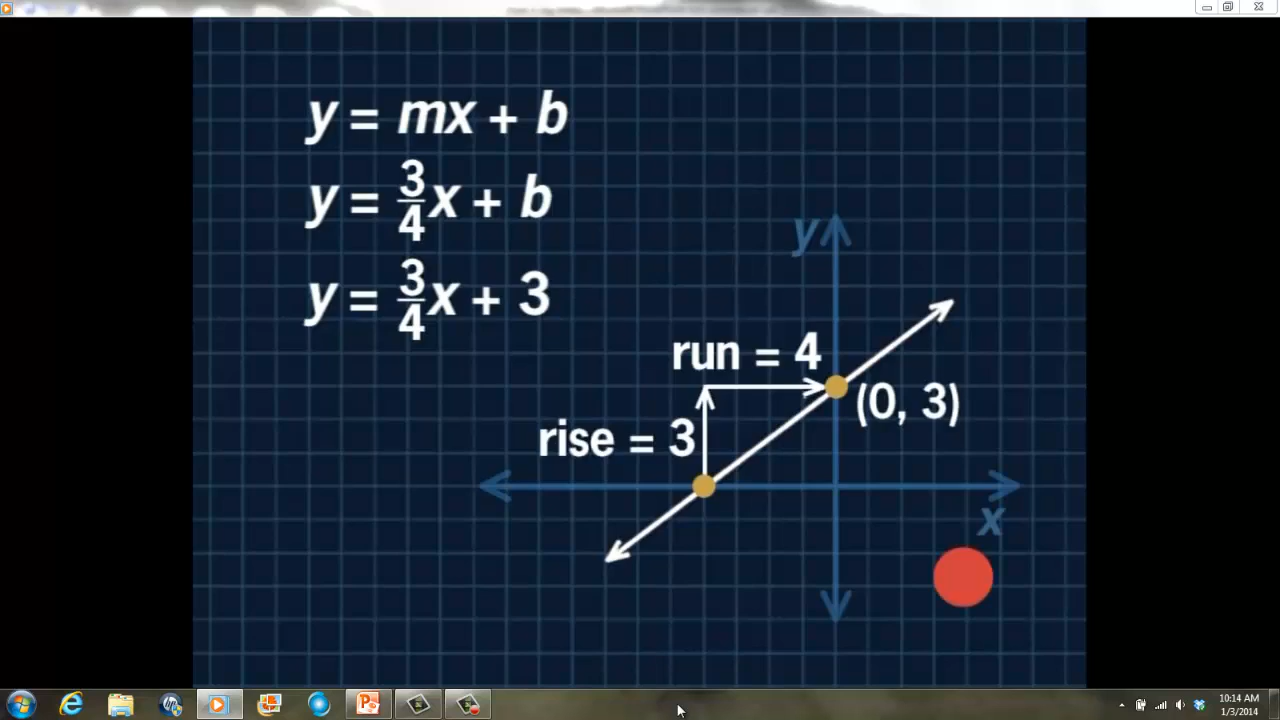 y = mx + b
y = 3/4x + b
y = 3/4x + 3
y
run = 4
(0, 3)
rise = 3
x
10:14 AM
1/3/2014